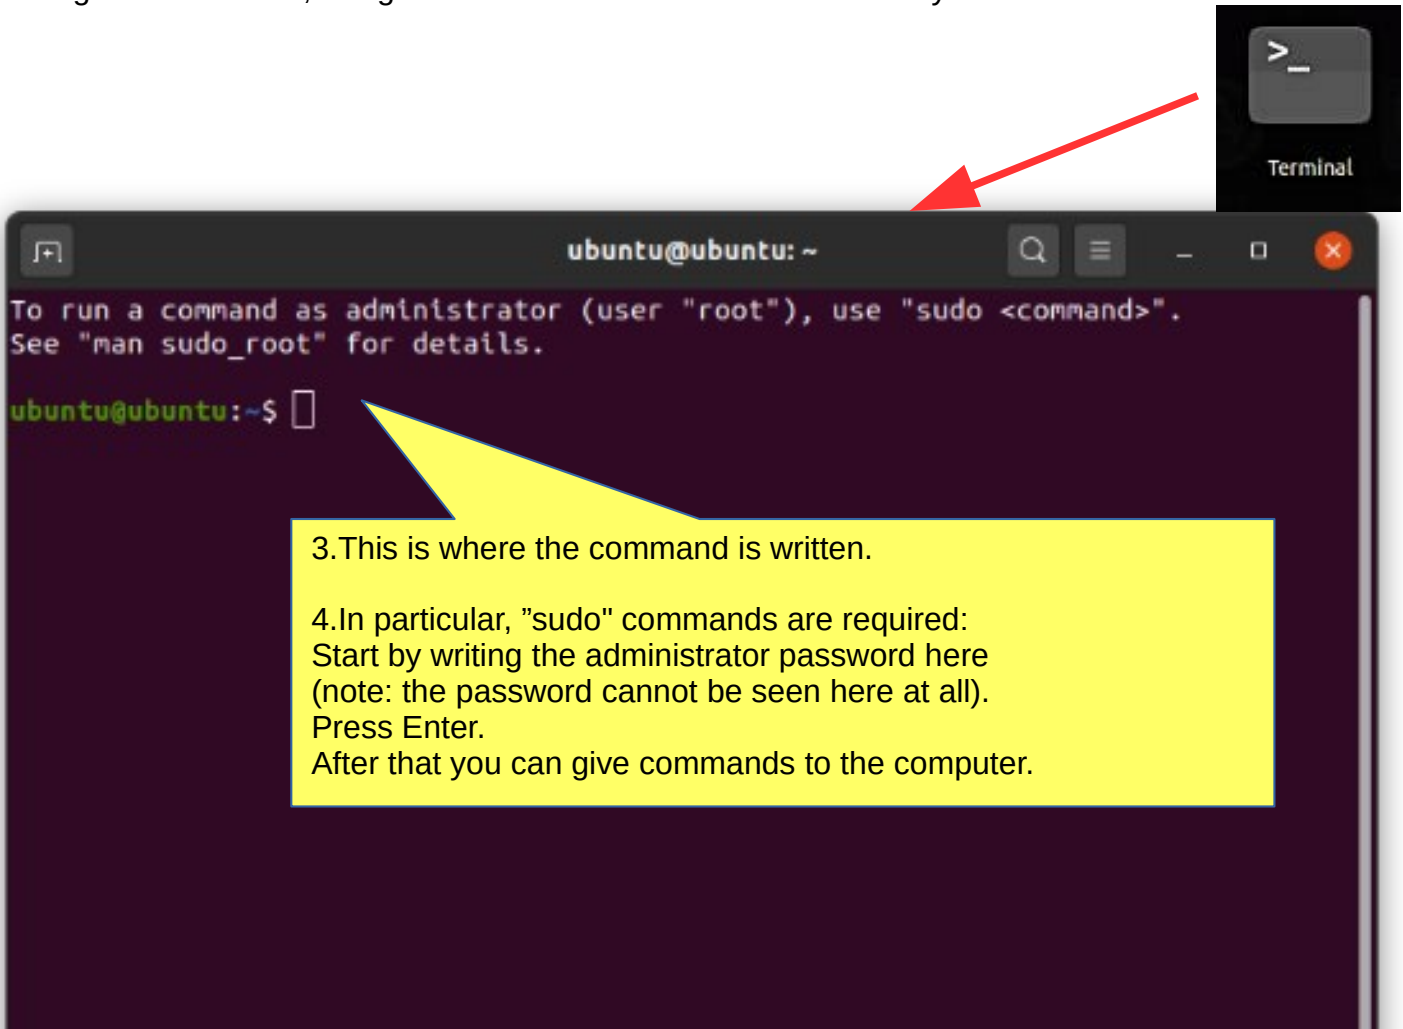 >_
Terminal
ubuntu@ubuntu: ~
To run a command as administrator (user "root"), use "sudo <command>".
See "man sudo_root" for details.
ubuntu@ubuntu:~$
3.This is where the command is written.
4.In particular, ”sudo" commands are required:
Start by writing the administrator password here
(note: the password cannot be seen here at all).
Press Enter.
After that you can give commands to the computer.